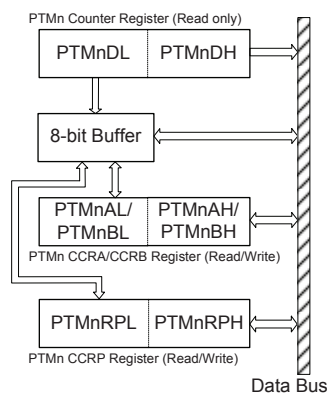 PTMn Counter Register (Read only)
PTMnDL PTMnDH
8-bit Buffer
PTMnAL/ PTMnAH/
PTMnBL PTMnBH
PTMn CCRA/CCRB Register (Read/Write)
PTMnRPL PTMnRPH
PTMn CCRP Register (Read/Write)
Data Bus